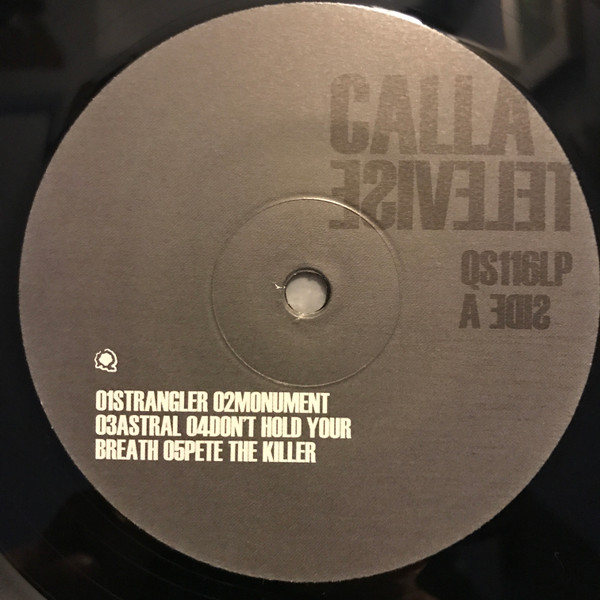 CALLA
TELEVISE
QS116LP
SIDE A
01STRANGLER 02MONUMENT
03ASTRAL 04DON'T HOLD YOUR
BREATH 05PETE THE KILLER